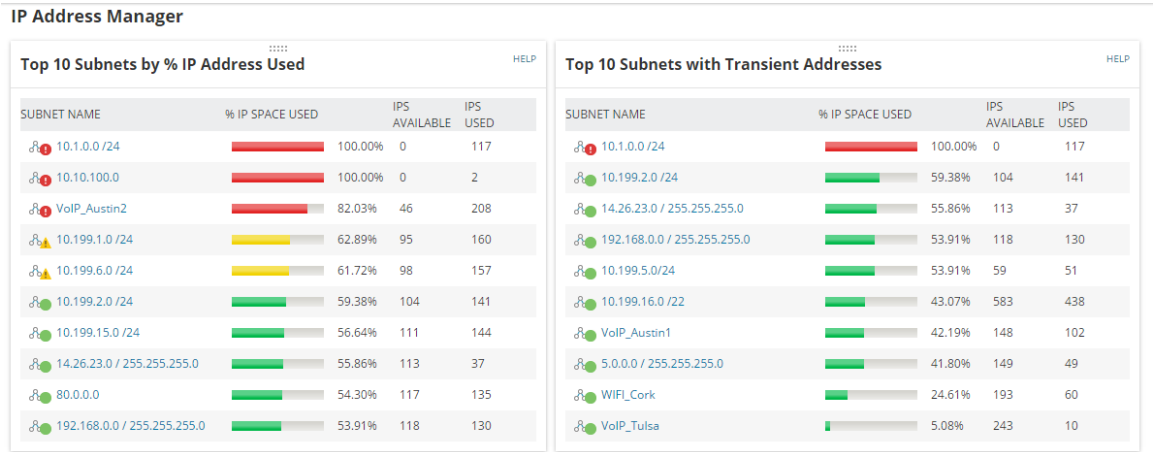 IP Address Manager
Top 10 Subnets by % IP Address Used
HELP
SUBNET NAME % IP SPACE USED IPS AVAILABLE IPS USED
10.1.0.0 /24 100.00% 0 117
10.10.100.0 100.00% 0 2
VoIP_Austin2 82.03% 46 208
10.199.1.0 /24 62.89% 95 160
10.199.6.0 /24 61.72% 98 157
10.199.2.0 /24 59.38% 104 141
10.199.15.0 /24 56.64% 111 144
14.26.23.0 / 255.255.255.0 55.86% 113 37
80.0.0.0 54.30% 117 135
192.168.0.0 / 255.255.255.0 53.91% 118 130
Top 10 Subnets with Transient Addresses
HELP
SUBNET NAME % IP SPACE USED IPS AVAILABLE IPS USED
10.1.0.0 /24 100.00% 0 117
10.199.2.0 /24 59.38% 104 141
14.26.23.0 / 255.255.255.0 55.86% 113 37
192.168.0.0 / 255.255.255.0 53.91% 118 130
10.199.5.0/24 53.91% 59 51
10.199.16.0 /22 43.07% 583 438
VoIP_Austin1 42.19% 148 102
5.0.0.0 / 255.255.255.0 41.80% 149 49
WIFI_Cork 24.61% 193 60
VoIP_Tulsa 5.08% 243 10